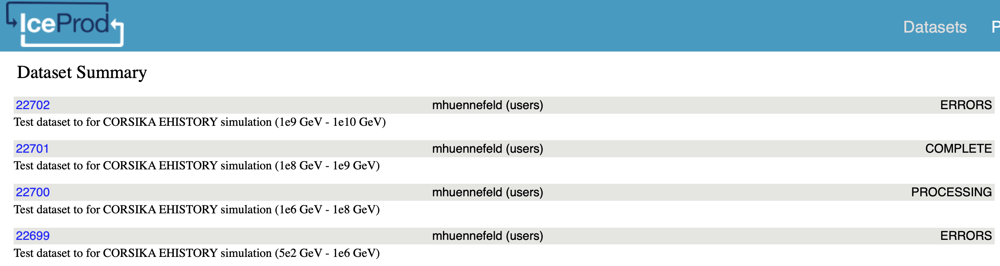 IceProd
Datasets P
Dataset Summary
22702 mhuennefeld (users) ERRORS
Test dataset to for CORSIKA EHISTORY simulation (1e9 GeV - 1e10 GeV)
22701 mhuennefeld (users) COMPLETE
Test dataset to for CORSIKA EHISTORY simulation (1e8 GeV - 1e9 GeV)
22700 mhuennefeld (users) PROCESSING
Test dataset to for CORSIKA EHISTORY simulation (1e6 GeV - 1e8 GeV)
22699 mhuennefeld (users) ERRORS
Test dataset to for CORSIKA EHISTORY simulation (5e2 GeV - 1e6 GeV)